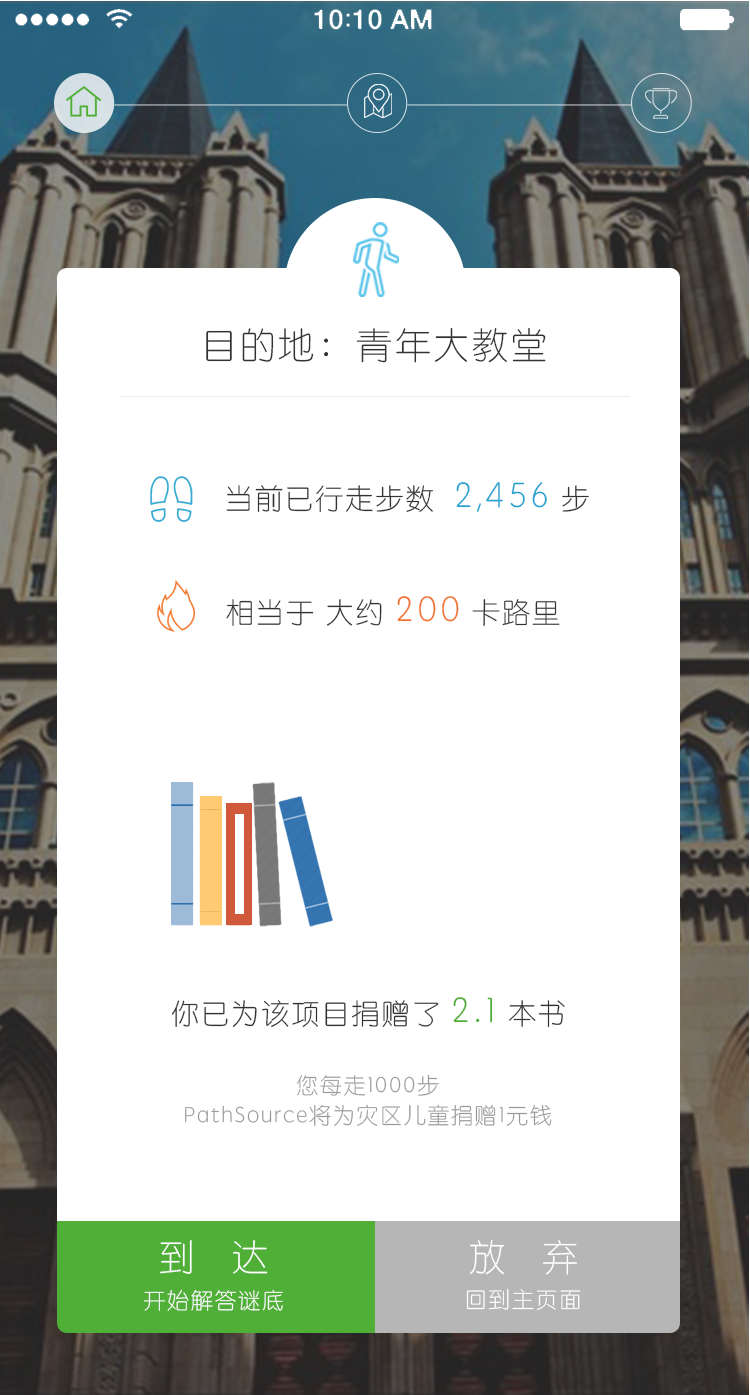 10:10 AM
目的地：青年大教堂
当前已行走步数 2,456 步
相当于 大约 200 卡路里
你已为该项目捐赠了 2.1 本书
您每走1000步
PathSource将为灾区儿童捐赠1元钱
到 达
开始解答谜底
放 弃
回到主页面